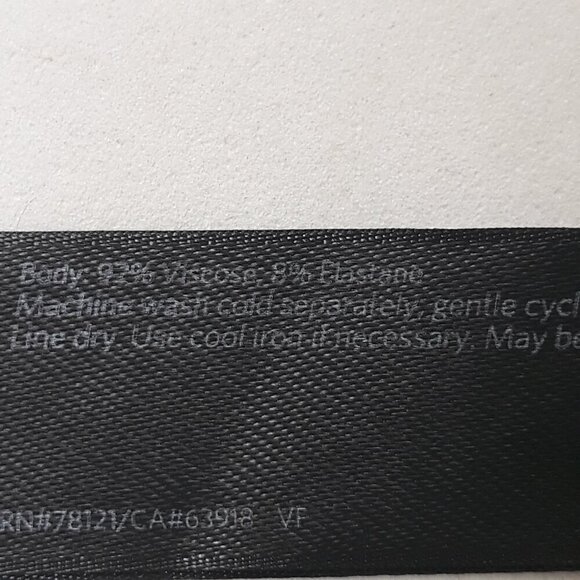 Body: 92% Viscose, 8% Elastane
Machine wash cold separately, gentle cycl
Line dry. Use cool iron if necessary. May be
RN#78121/CA#63918 VF